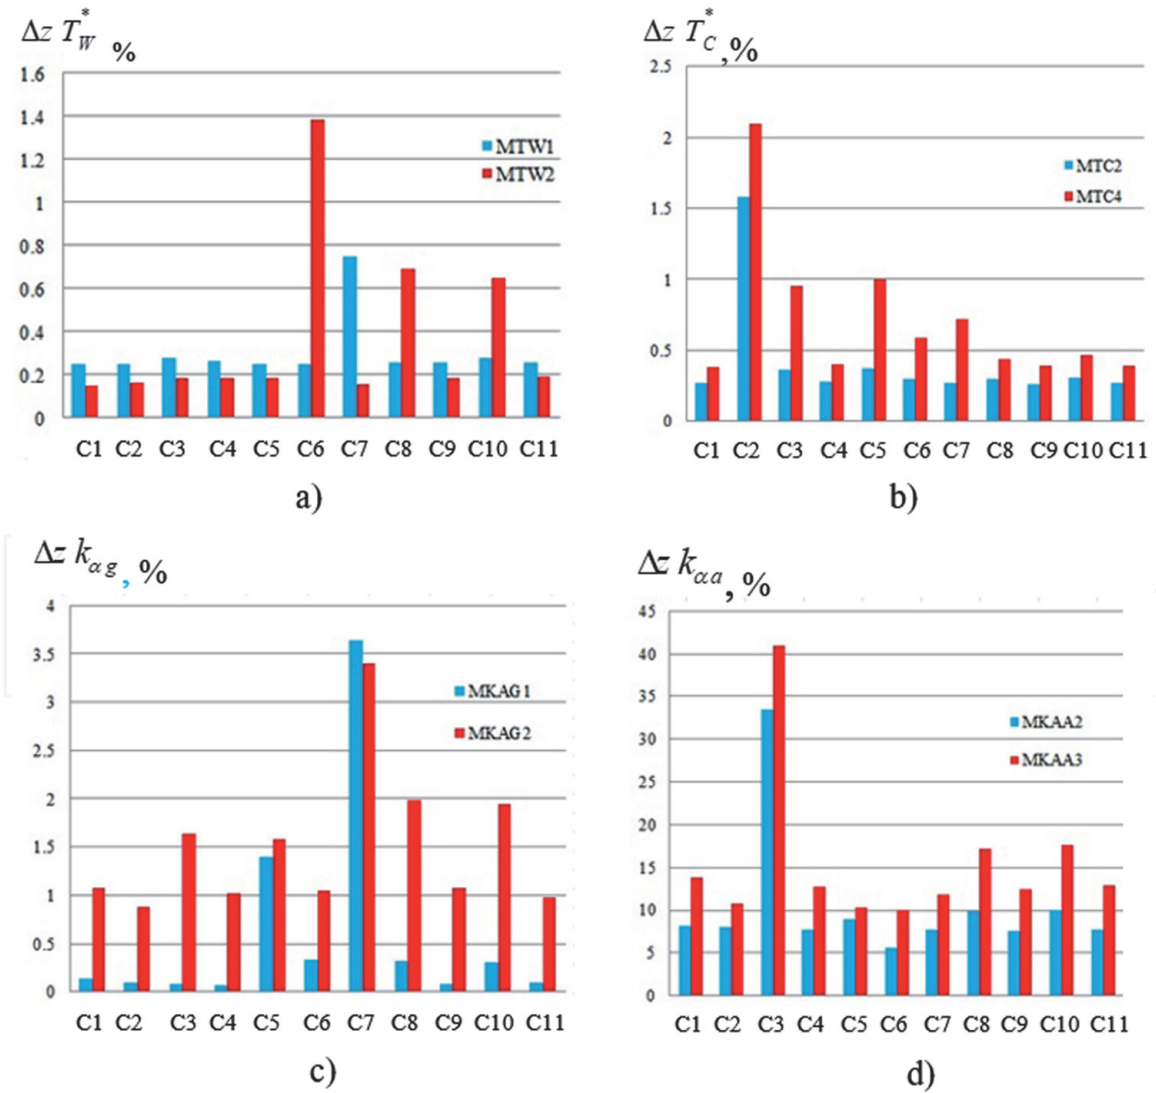 Δz T*W %
1.6
1.4
1.2
1
0.8
0.6
0.4
0.2
0
MTW1
MTW2
C1 C2 C3 C4 C5 C6 C7 C8 C9 C10 C11
a)
Δz T*C ,%
2.5
2
1.5
1
0.5
0
MTC2
MTC4
C1 C2 C3 C4 C5 C6 C7 C8 C9 C10 C11
b)
Δz kαg, %
4
3.5
3
2.5
2
1.5
1
0.5
0
MKAG1
MKAG2
C1 C2 C3 C4 C5 C6 C7 C8 C9 C10 C11
c)
Δz kαa, %
45
40
35
30
25
20
15
10
5
0
MKAA2
MKAA3
C1 C2 C3 C4 C5 C6 C7 C8 C9 C10 C11
d)